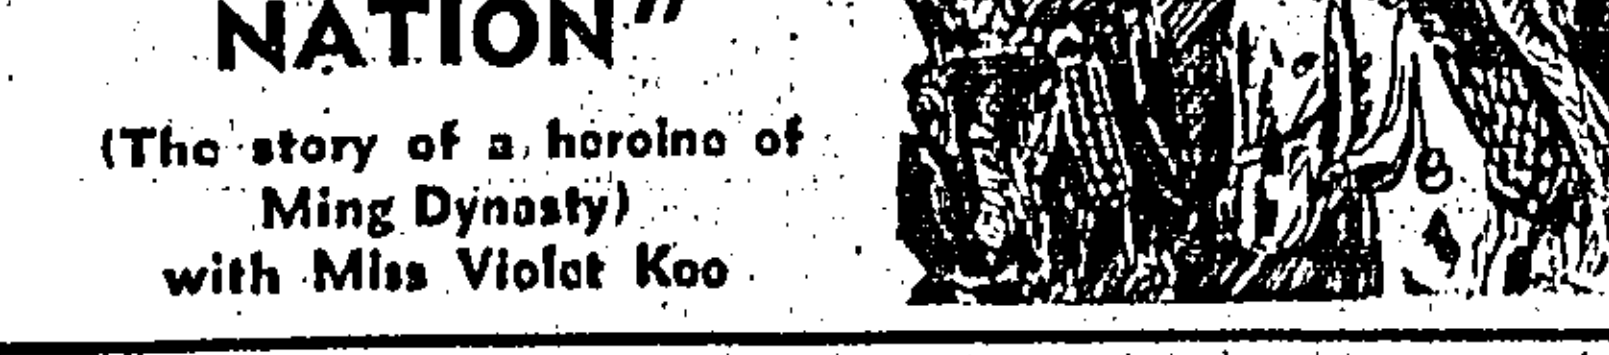 NATION"
(The story of a heroine of
Ming Dynasty)
with Miss Violet Koo